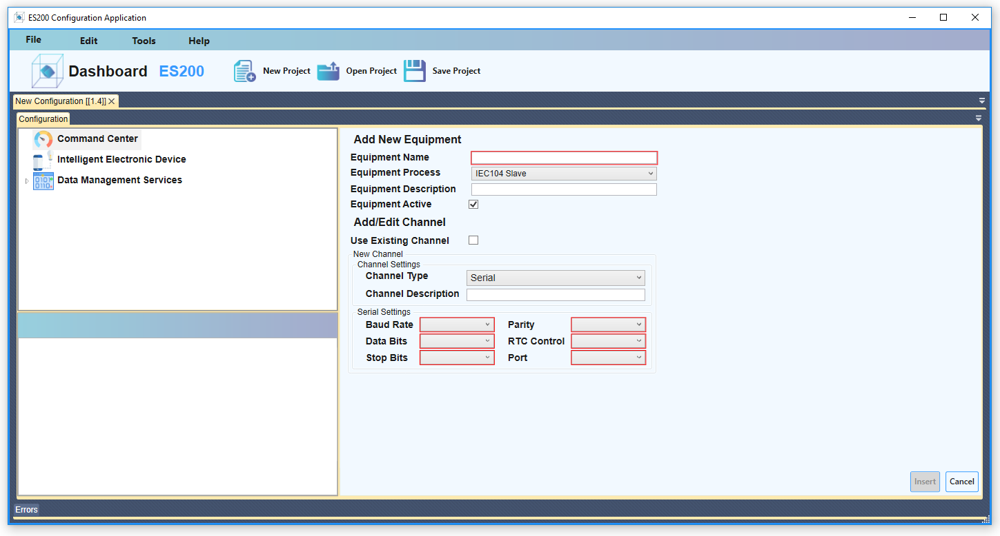 ES200 Configuration Application
File Edit Tools Help
Dashboard ES200 New Project Open Project Save Project
New Configuration [[1.4]]
Configuration
Command Center
Intelligent Electronic Device
Data Management Services
Add New Equipment
Equipment Name
Equipment Process IEC104 Slave
Equipment Description
Equipment Active
Add/Edit Channel
Use Existing Channel
New Channel
Channel Settings
Channel Type Serial
Channel Description
Serial Settings
Baud Rate Parity
Data Bits RTC Control
Stop Bits Port
Insert Cancel
Errors